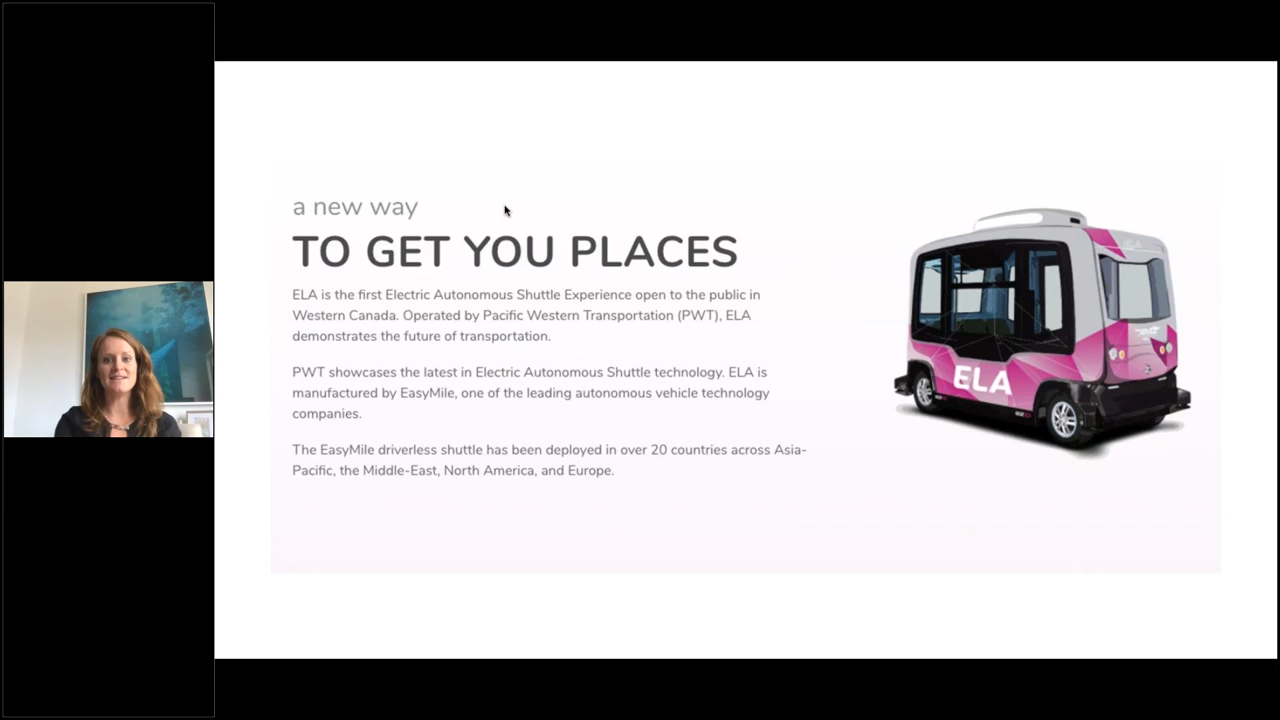 a new way
TO GET YOU PLACES
ELA is the first Electric Autonomous Shuttle Experience open to the public in
Western Canada. Operated by Pacific Western Transportation (PWT), ELA
demonstrates the future of transportation.
PWT showcases the latest in Electric Autonomous Shuttle technology. ELA is
manufactured by EasyMile, one of the leading autonomous vehicle technology
companies.
The EasyMile driverless shuttle has been deployed in over 20 countries across Asia-
Pacific, the Middle-East, North America, and Europe.
ELA
ELA